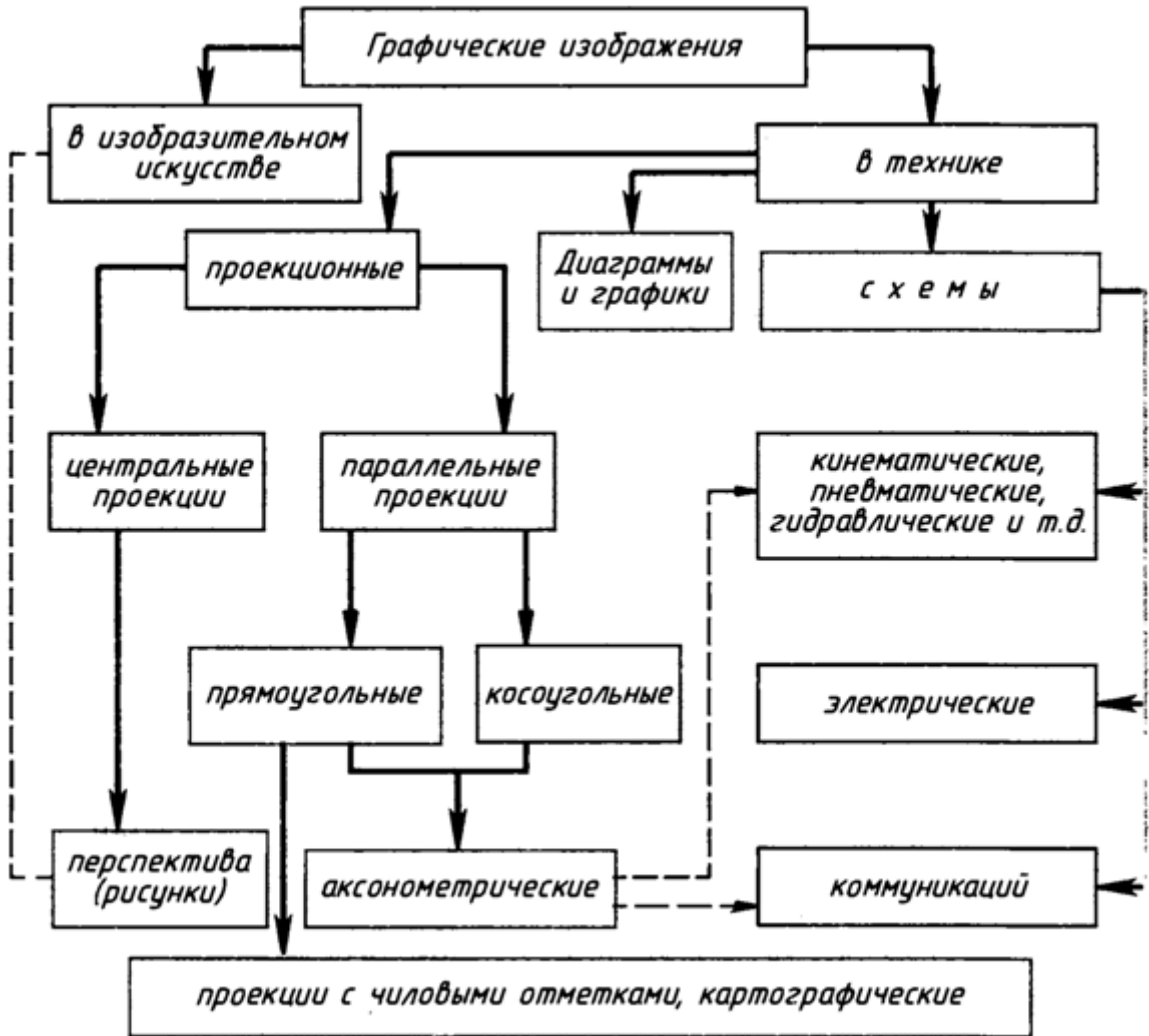 Графические изображения
в изобразительном
искусстве
в технике
проекционные
Диаграммы
и графики
схемы
центральные
проекции
параллельные
проекции
кинематические,
пневматические,
гидравлические и т.д.
прямоугольные
косоугольные
электрические
перспектива
(рисунки)
аксонометрические
коммуникаций
проекции с чиловыми отметками, картографические